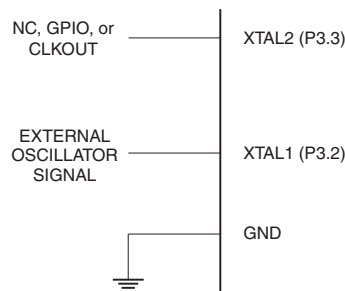 NC, GPIO, or
CLKOUT
XTAL2 (P3.3)
EXTERNAL
OSCILLATOR
SIGNAL
XTAL1 (P3.2)
GND